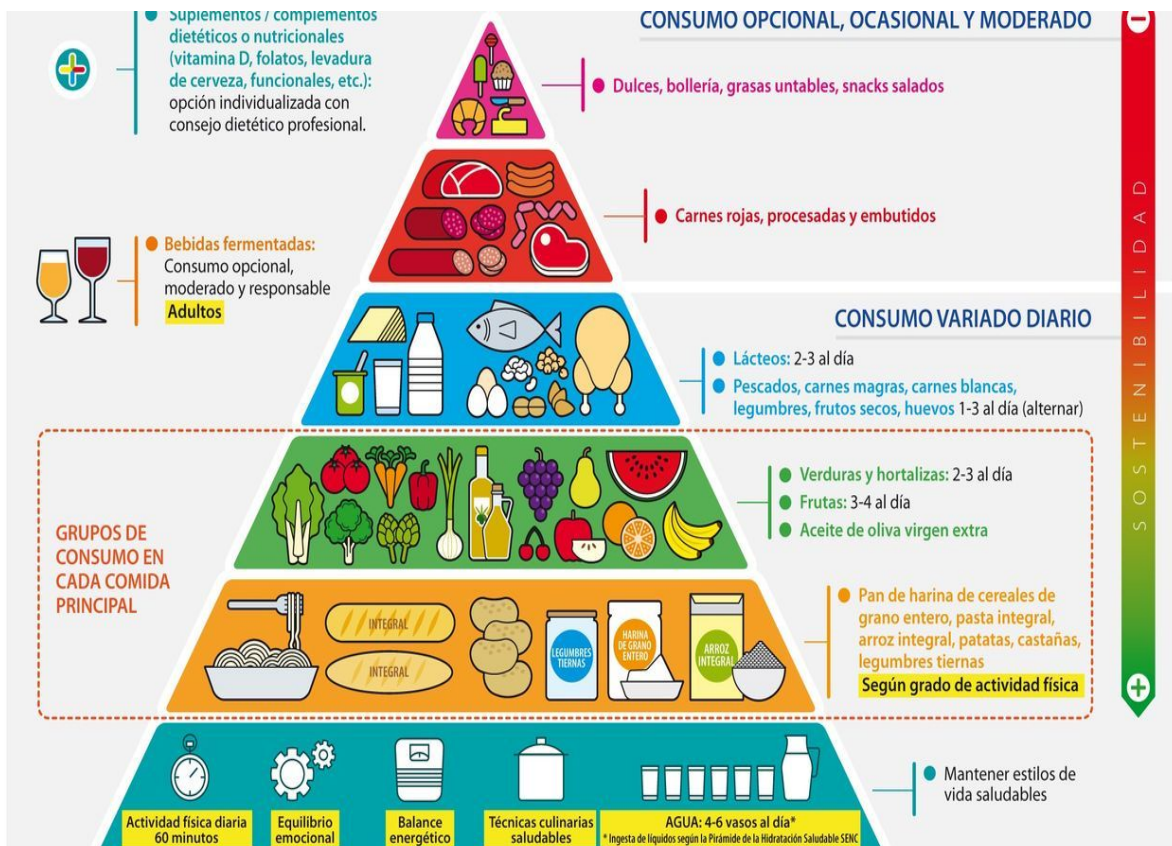 Suplementos / complementos
dietéticos o nutricionales
(vitamina D, folatos, levadura
de cerveza, funcionales, etc.):
opción individualizada con
consejo dietético profesional.
CONSUMO OPCIONAL, OCASIONAL Y MODERADO
Dulces, bollería, grasas untables, snacks salados
Carnes rojas, procesadas y embutidos
Bebidas fermentadas:
Consumo opcional,
moderado y responsable
Adultos
CONSUMO VARIADO DIARIO
Lácteos: 2-3 al día
Pescados, carnes magras, carnes blancas,
legumbres, frutos secos, huevos 1-3 al día (alternar)
SOSTENIBILIDAD
GRUPOS DE
CONSUMO EN
CADA COMIDA
PRINCIPAL
Verduras y hortalizas: 2-3 al día
Frutas: 3-4 al día
Aceite de oliva virgen extra
INTEGRAL
INTEGRAL
LEGUMBRES
TIERNAS
HARINA
DE GRANO
ENTERO
ARROZ
INTEGRAL
Pan de harina de cereales de
grano entero, pasta integral,
arroz integral, patatas, castañas,
legumbres tiernas
Según grado de actividad física
Mantener estilos de
vida saludables
Actividad física diaria
60 minutos
Equilibrio
emocional
Balance
energético
Técnicas culinarias
saludables
AGUA: 4-6 vasos al día*
* Ingesta de líquidos según la Pirámide de la Hidratación Saludable SENC